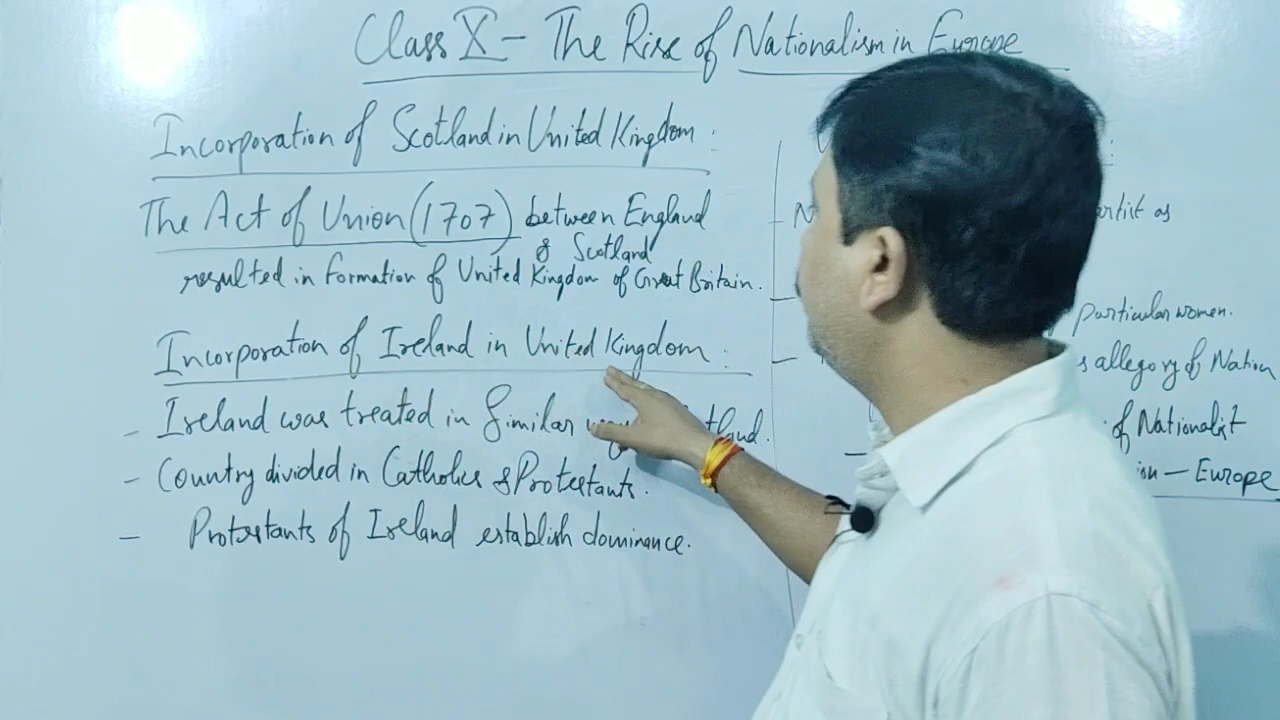 Class X - The Rise of Nationalism in Europe
Incorporation of Scotland in United Kingdom :
The Act of Union (1707) between England
& Scotland
resulted in formation of United Kingdom of Great Britain.
Incorporation of Ireland in United Kingdom :
- Ireland was treated in Similar
- Country divided in Catholics & Protestants.
- Protestants of Ireland establish dominance.
as
particular women.
allegory of Nation
of Nationalist
- Europe